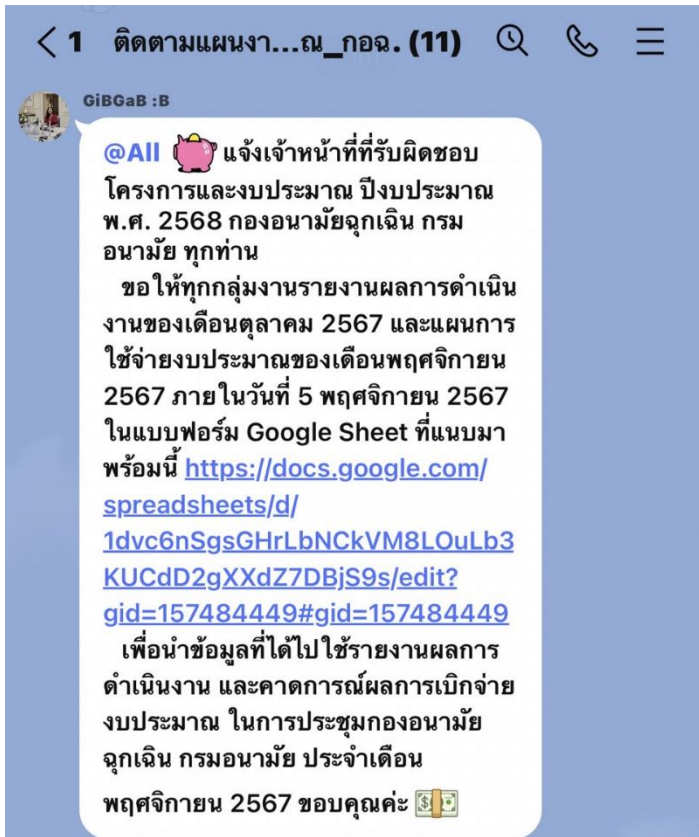 1 ติดตามแผนงา...ณ_กอฉ. (11)
GiBGaB :B
@All แจ้งเจ้าหน้าที่ที่รับผิดชอบ
โครงการและงบประมาณ ปีงบประมาณ
พ.ศ. 2568 กองอนามัยฉุกเฉิน กรม
อนามัย ทุกท่าน
ขอให้ทุกกลุ่มงานรายงานผลการดำเนิน
งานของเดือนตุลาคม 2567 และแผนการ
ใช้จ่ายงบประมาณของเดือนพฤศจิกายน
2567 ภายในวันที่ 5 พฤศจิกายน 2567
ในแบบฟอร์ม Google Sheet ที่แนบมา
พร้อมนี้ https://docs.google.com/
spreadsheets/d/
1dvc6nSgsGHrLbNCkVM8LOuLb3
KUCdD2gXXdZ7DBjS9s/edit?
gid=157484449#gid=157484449
เพื่อนำข้อมูลที่ได้ไปใช้รายงานผลการ
ดำเนินงาน และคาดการณ์ผลการเบิกจ่าย
งบประมาณ ในการประชุมกองอนามัย
ฉุกเฉิน กรมอนามัย ประจำเดือน
พฤศจิกายน 2567 ขอบคุณค่ะ